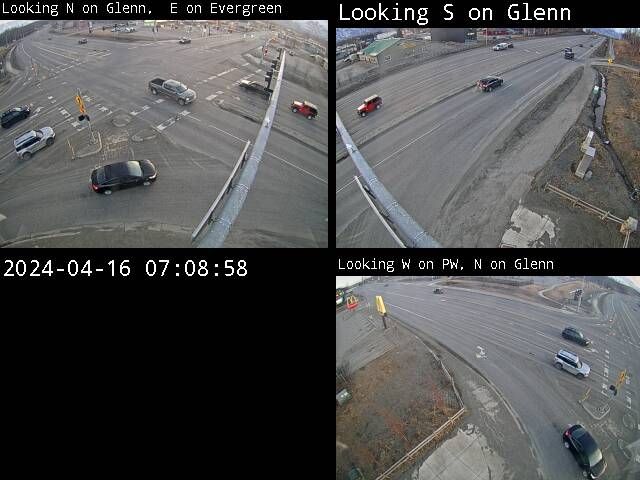 Looking N on Glenn,  E on Evergreen
Looking S on Glenn
2024-04-16 07:08:58
Looking W on PW, N on Glenn